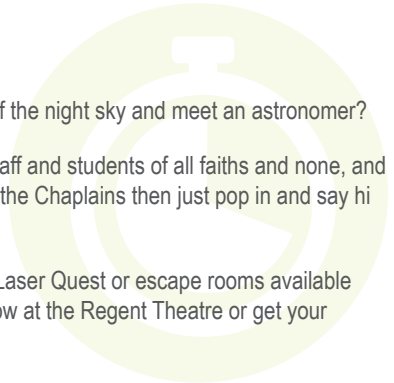 f the night sky and meet an astronomer?
aff and students of all faiths and none, and
the Chaplains then just pop in and say hi
Laser Quest or escape rooms available
ow at the Regent Theatre or get your